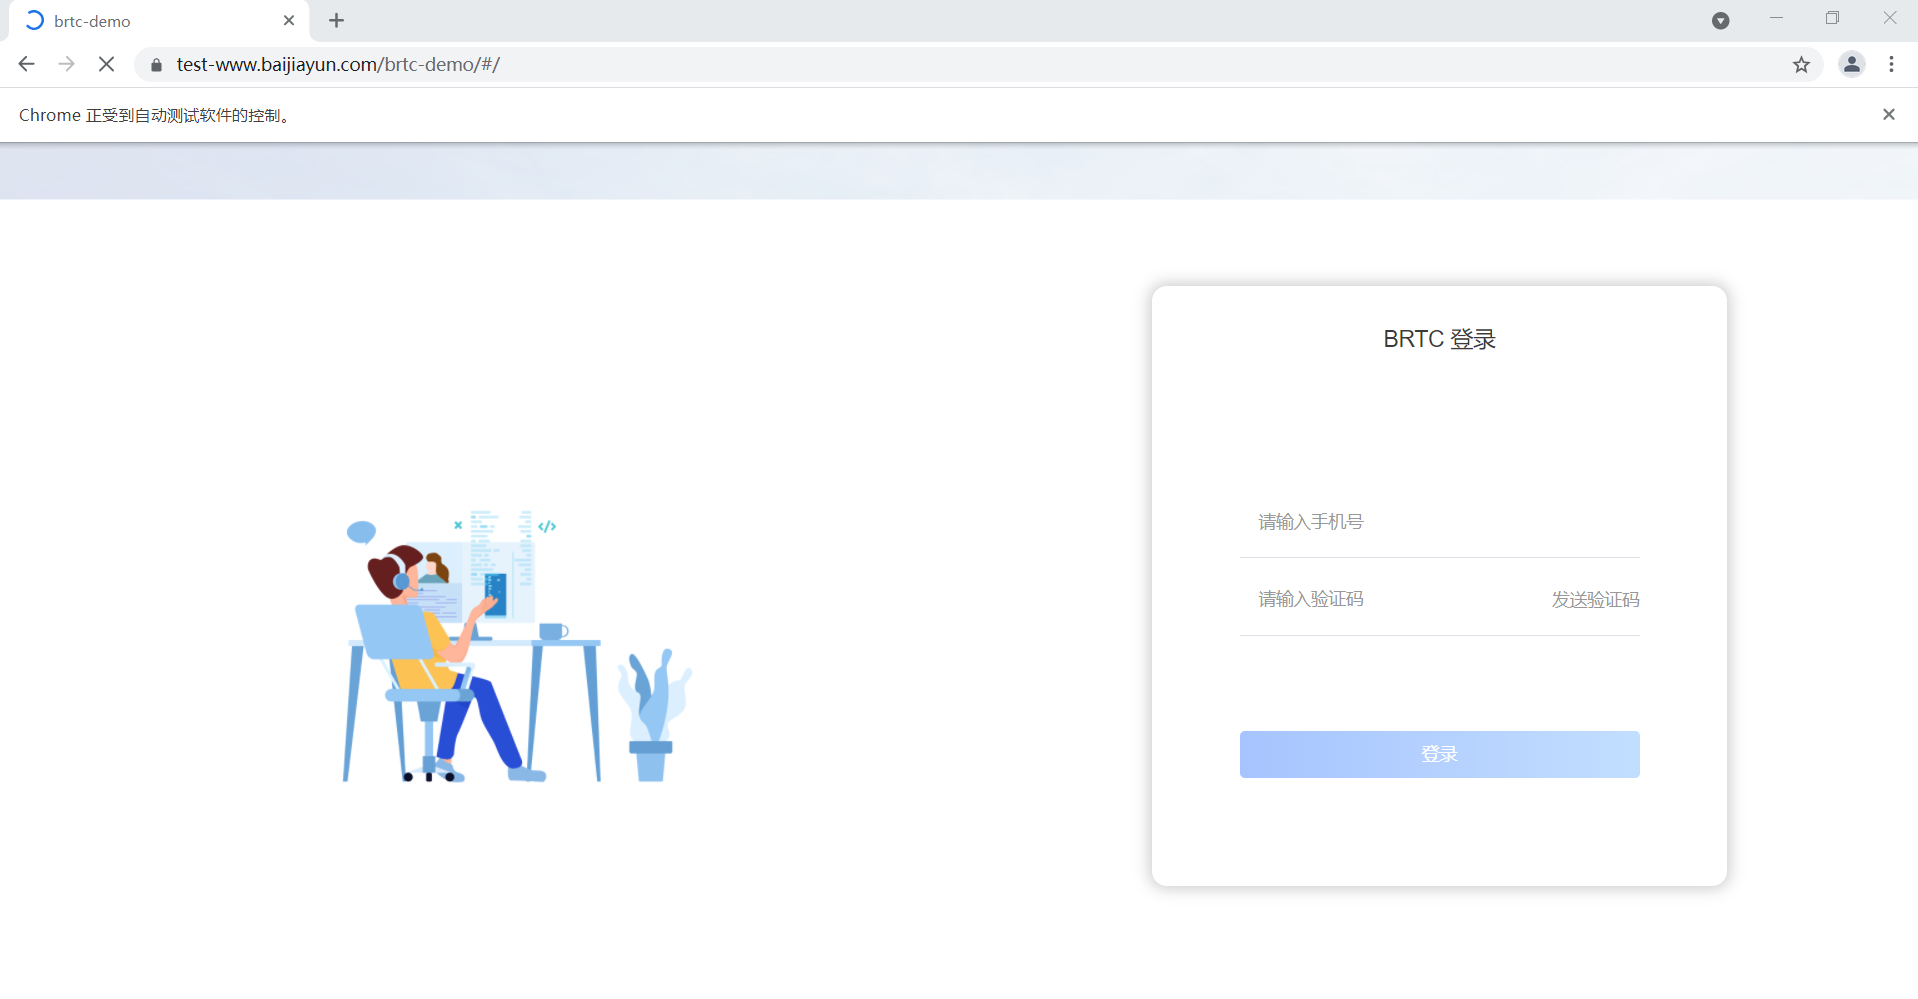 brtc-demo
test-www.baijiayun.com/brtc-demo/#/
Chrome 正受到自动测试软件的控制。
BRTC 登录
请输入手机号
请输入验证码 发送验证码
登录